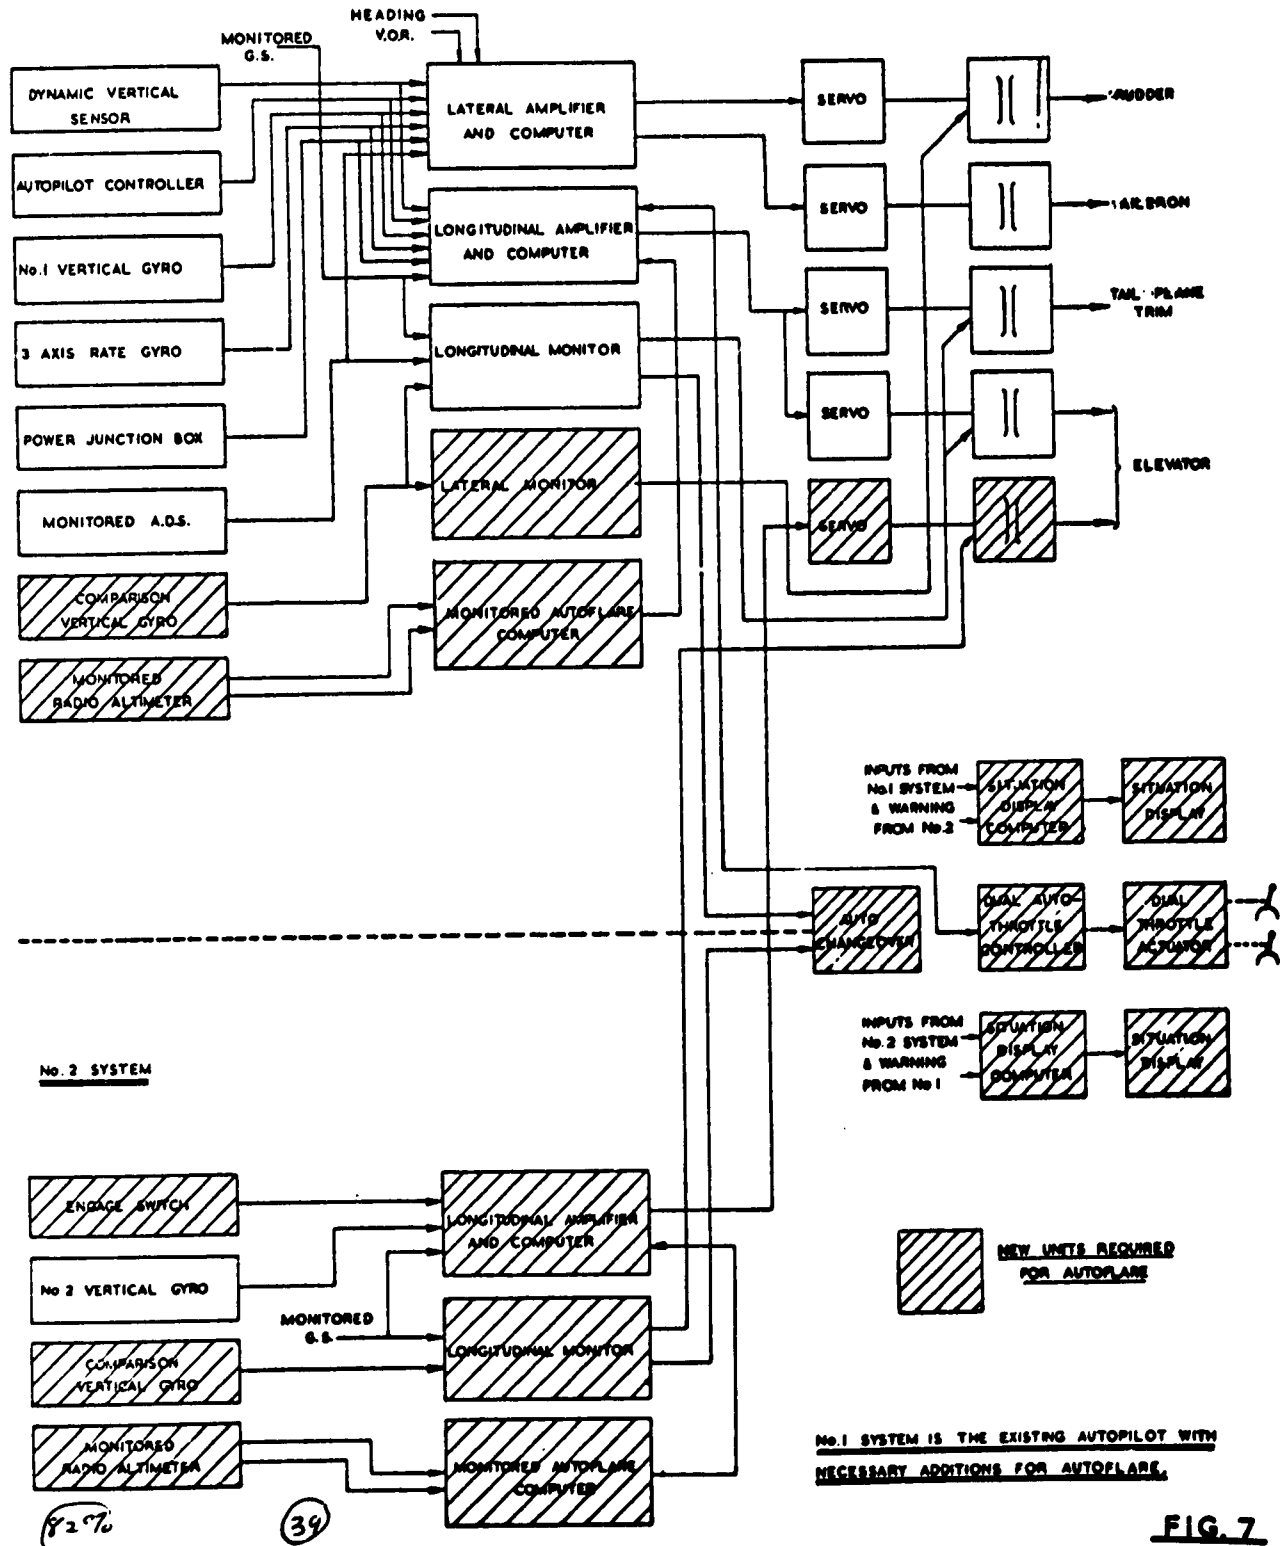 HEADING
V.O.R.
MONITORED
G.S.
DYNAMIC VERTICAL
SENSOR
AUTOPILOT CONTROLLER
No.1 VERTICAL GYRO
3 AXIS RATE GYRO
POWER JUNCTION BOX
MONITORED A.D.S.
COMPARISON
VERTICAL GYRO
MONITORED
RADIO ALTIMETER
LATERAL AMPLIFIER
AND COMPUTER
LONGITUDINAL AMPLIFIER
AND COMPUTER
LONGITUDINAL MONITOR
LATERAL MONITOR
MONITORED AUTOFLARE
COMPUTER
SERVO
SERVO
SERVO
SERVO
SERVO
RUDDER
TAIL PLANE
TRIM
ELEVATOR
INPUTS FROM
No.1 SYSTEM
& WARNING
FROM No.2
SITUATION
DISPLAY
COMPUTER
SITUATION
DISPLAY
AUTO
CHANGEOVER
DUAL AUTO-
THROTTLE
CONTROLLER
DUAL
THROTTLE
ACTUATOR
INPUTS FROM
No.2 SYSTEM
& WARNING
FROM No 1
SITUATION
DISPLAY
COMPUTER
SITUATION
DISPLAY
No. 2 SYSTEM
ENGAGE SWITCH
No 2 VERTICAL GYRO
MONITORED
G.S.
COMPARISON
VERTICAL GYRO
MONITORED
RADIO ALTIMETER
LONGITUDINAL AMPLIFIER
AND COMPUTER
LONGITUDINAL MONITOR
MONITORED AUTOFLARE
COMPUTER
NEW UNITS REQUIRED
FOR AUTOFLARE
No.1 SYSTEM IS THE EXISTING AUTOPILOT WITH
NECESSARY ADDITIONS FOR AUTOFLARE.
82%
39
FIG. 7